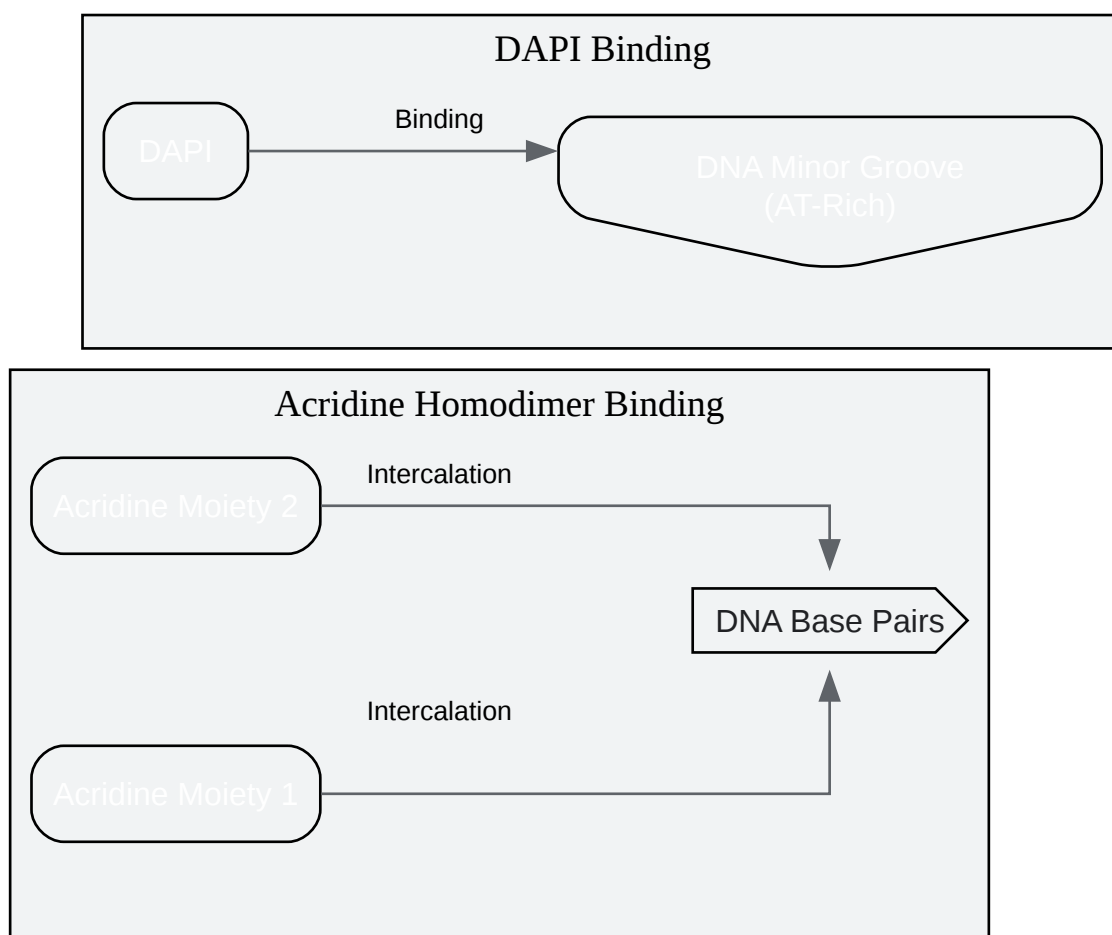 DAPI Binding
DAPI
Binding
DNA Minor Groove
(AT-Rich)
Acridine Homodimer Binding
Acridine Moiety 2
Intercalation
DNA Base Pairs
Intercalation
Acridine Moiety 1